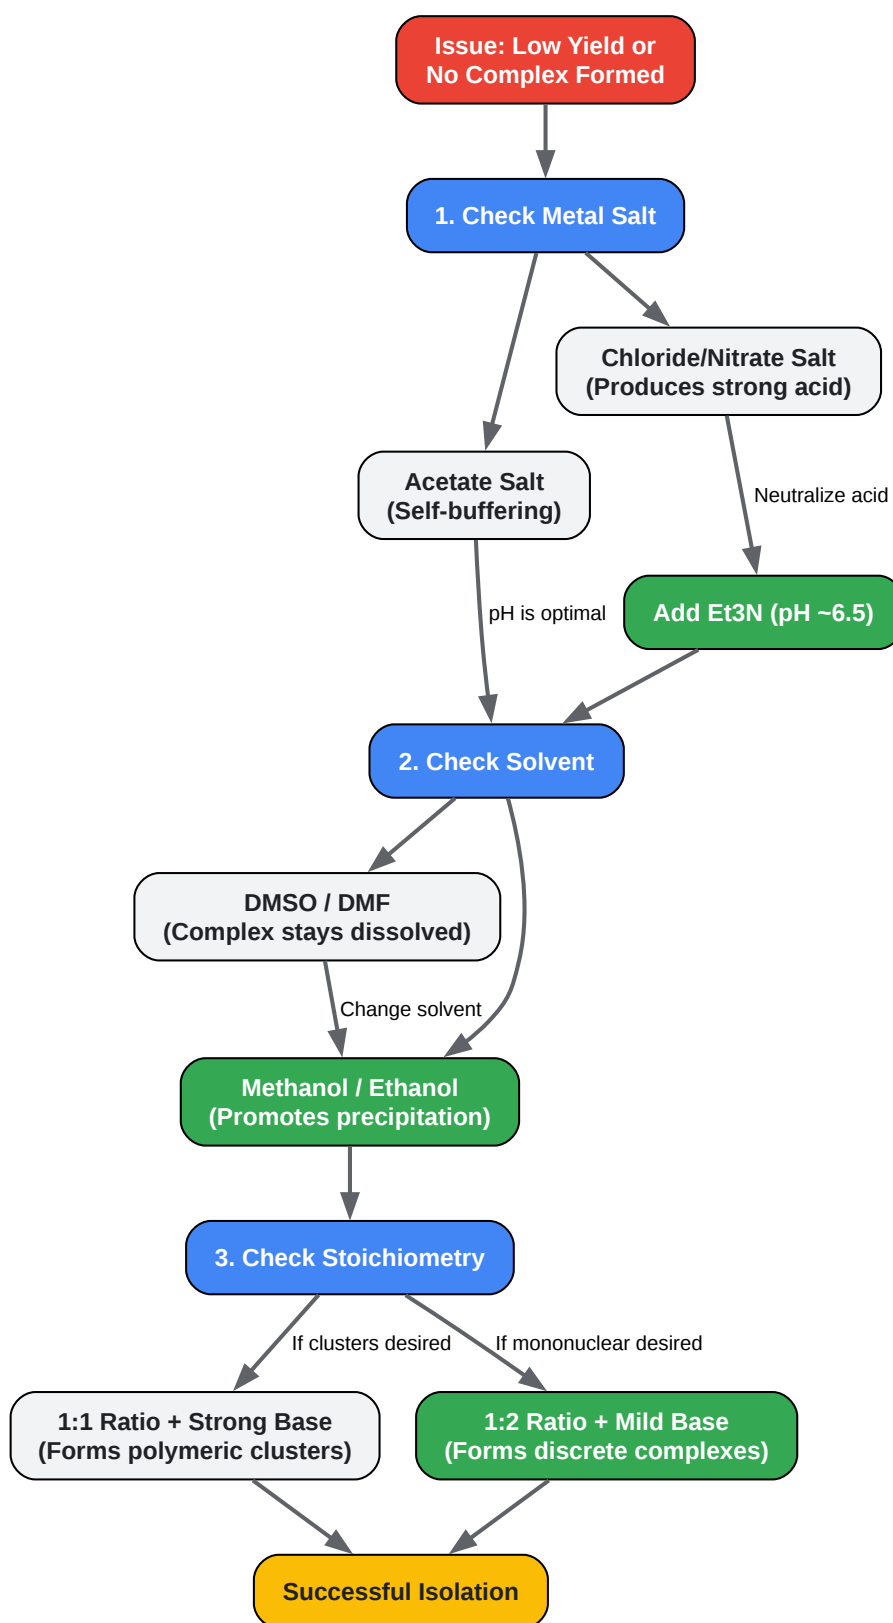 Issue: Low Yield or
No Complex Formed
1. Check Metal Salt
Chloride/Nitrate Salt
(Produces strong acid)
Acetate Salt
(Self-buffering)
Neutralize acid
Add Et3N (pH ~6.5)
pH is optimal
2. Check Solvent
DMSO / DMF
(Complex stays dissolved)
Change solvent
Methanol / Ethanol
(Promotes precipitation)
3. Check Stoichiometry
If clusters desired
If mononuclear desired
1:1 Ratio + Strong Base
(Forms polymeric clusters)
1:2 Ratio + Mild Base
(Forms discrete complexes)
Successful Isolation